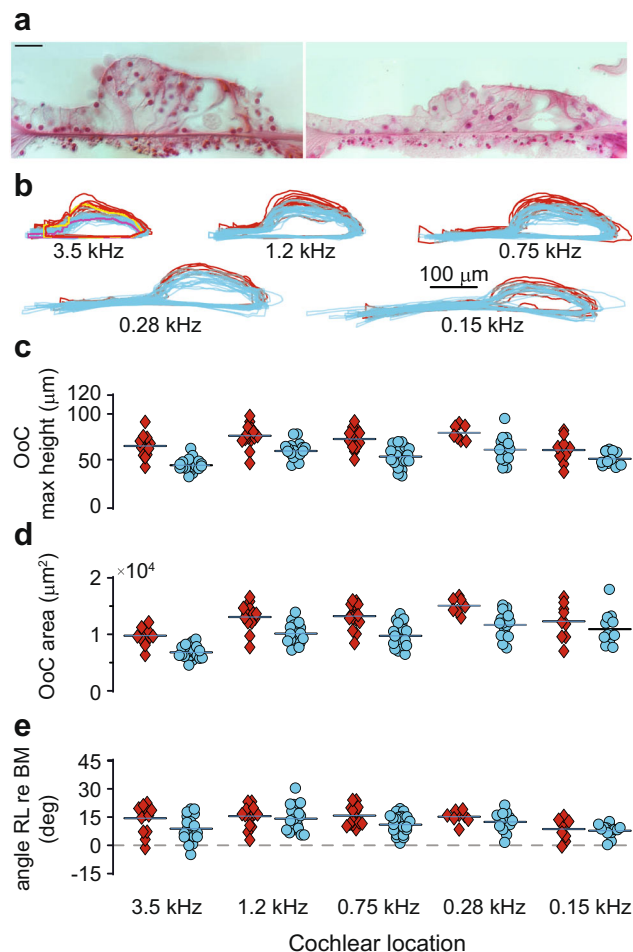 a
b
3.5 kHz 1.2 kHz 0.75 kHz
0.28 kHz 100 μm 0.15 kHz
c
OoC
max height (μm)
120
100
50
0
d
OoC area (μm²)
×10⁴
2
1
0
e
angle RL re BM
(deg)
45
30
15
0
-15
3.5 kHz 1.2 kHz 0.75 kHz 0.28 kHz 0.15 kHz
Cochlear location